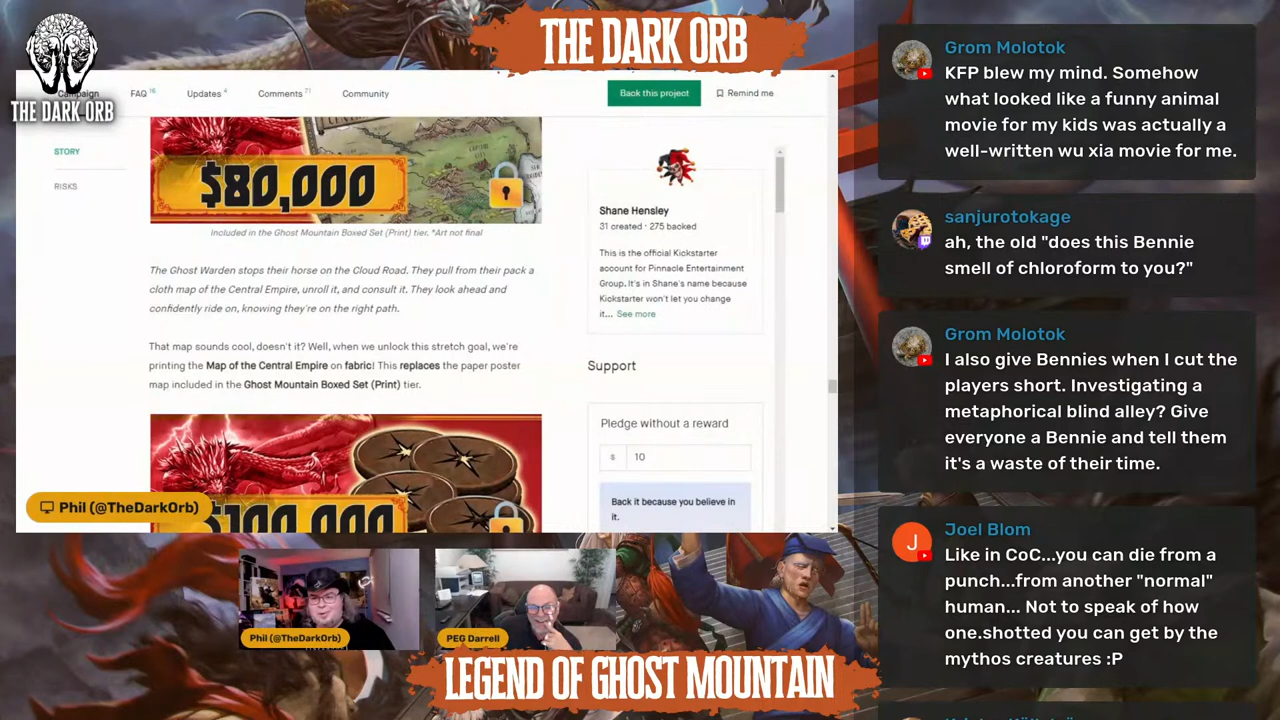 THE DARK ORB
THE DARK ORB
Campaign
FAQ 16
Updates 4
Comments 71
Community
Back this project
Remind me
STORY
RISKS
$80,000
Included in the Ghost Mountain Boxed Set (Print) tier. *Art not final
The Ghost Warden stops their horse on the Cloud Road. They pull from their pack a
cloth map of the Central Empire, unroll it, and consult it. They look ahead and
confidently ride on, knowing they're on the right path.
That map sounds cool, doesn't it? Well, when we unlock this stretch goal, we're
printing the Map of the Central Empire on fabric! This replaces the paper poster
map included in the Ghost Mountain Boxed Set (Print) tier.
$100,000
Shane Hensley
31 created · 275 backed
This is the official Kickstarter
account for Pinnacle Entertainment
Group. It's in Shane's name because
Kickstarter won't let you change
it... See more
Support
Pledge without a reward
$ 10
Back it because you believe in
it.
Phil (@TheDarkOrb)
Phil (@TheDarkOrb)
PEG Darrell
LEGEND OF GHOST MOUNTAIN
Grom Molotok
KFP blew my mind. Somehow
what looked like a funny animal
movie for my kids was actually a
well-written wu xia movie for me.
sanjurotokage
ah, the old "does this Bennie
smell of chloroform to you?"
Grom Molotok
I also give Bennies when I cut the
players short. Investigating a
metaphorical blind alley? Give
everyone a Bennie and tell them
it's a waste of their time.
J
Joel Blom
Like in CoC...you can die from a
punch...from another "normal"
human... Not to speak of how
one.shotted you can get by the
mythos creatures :P